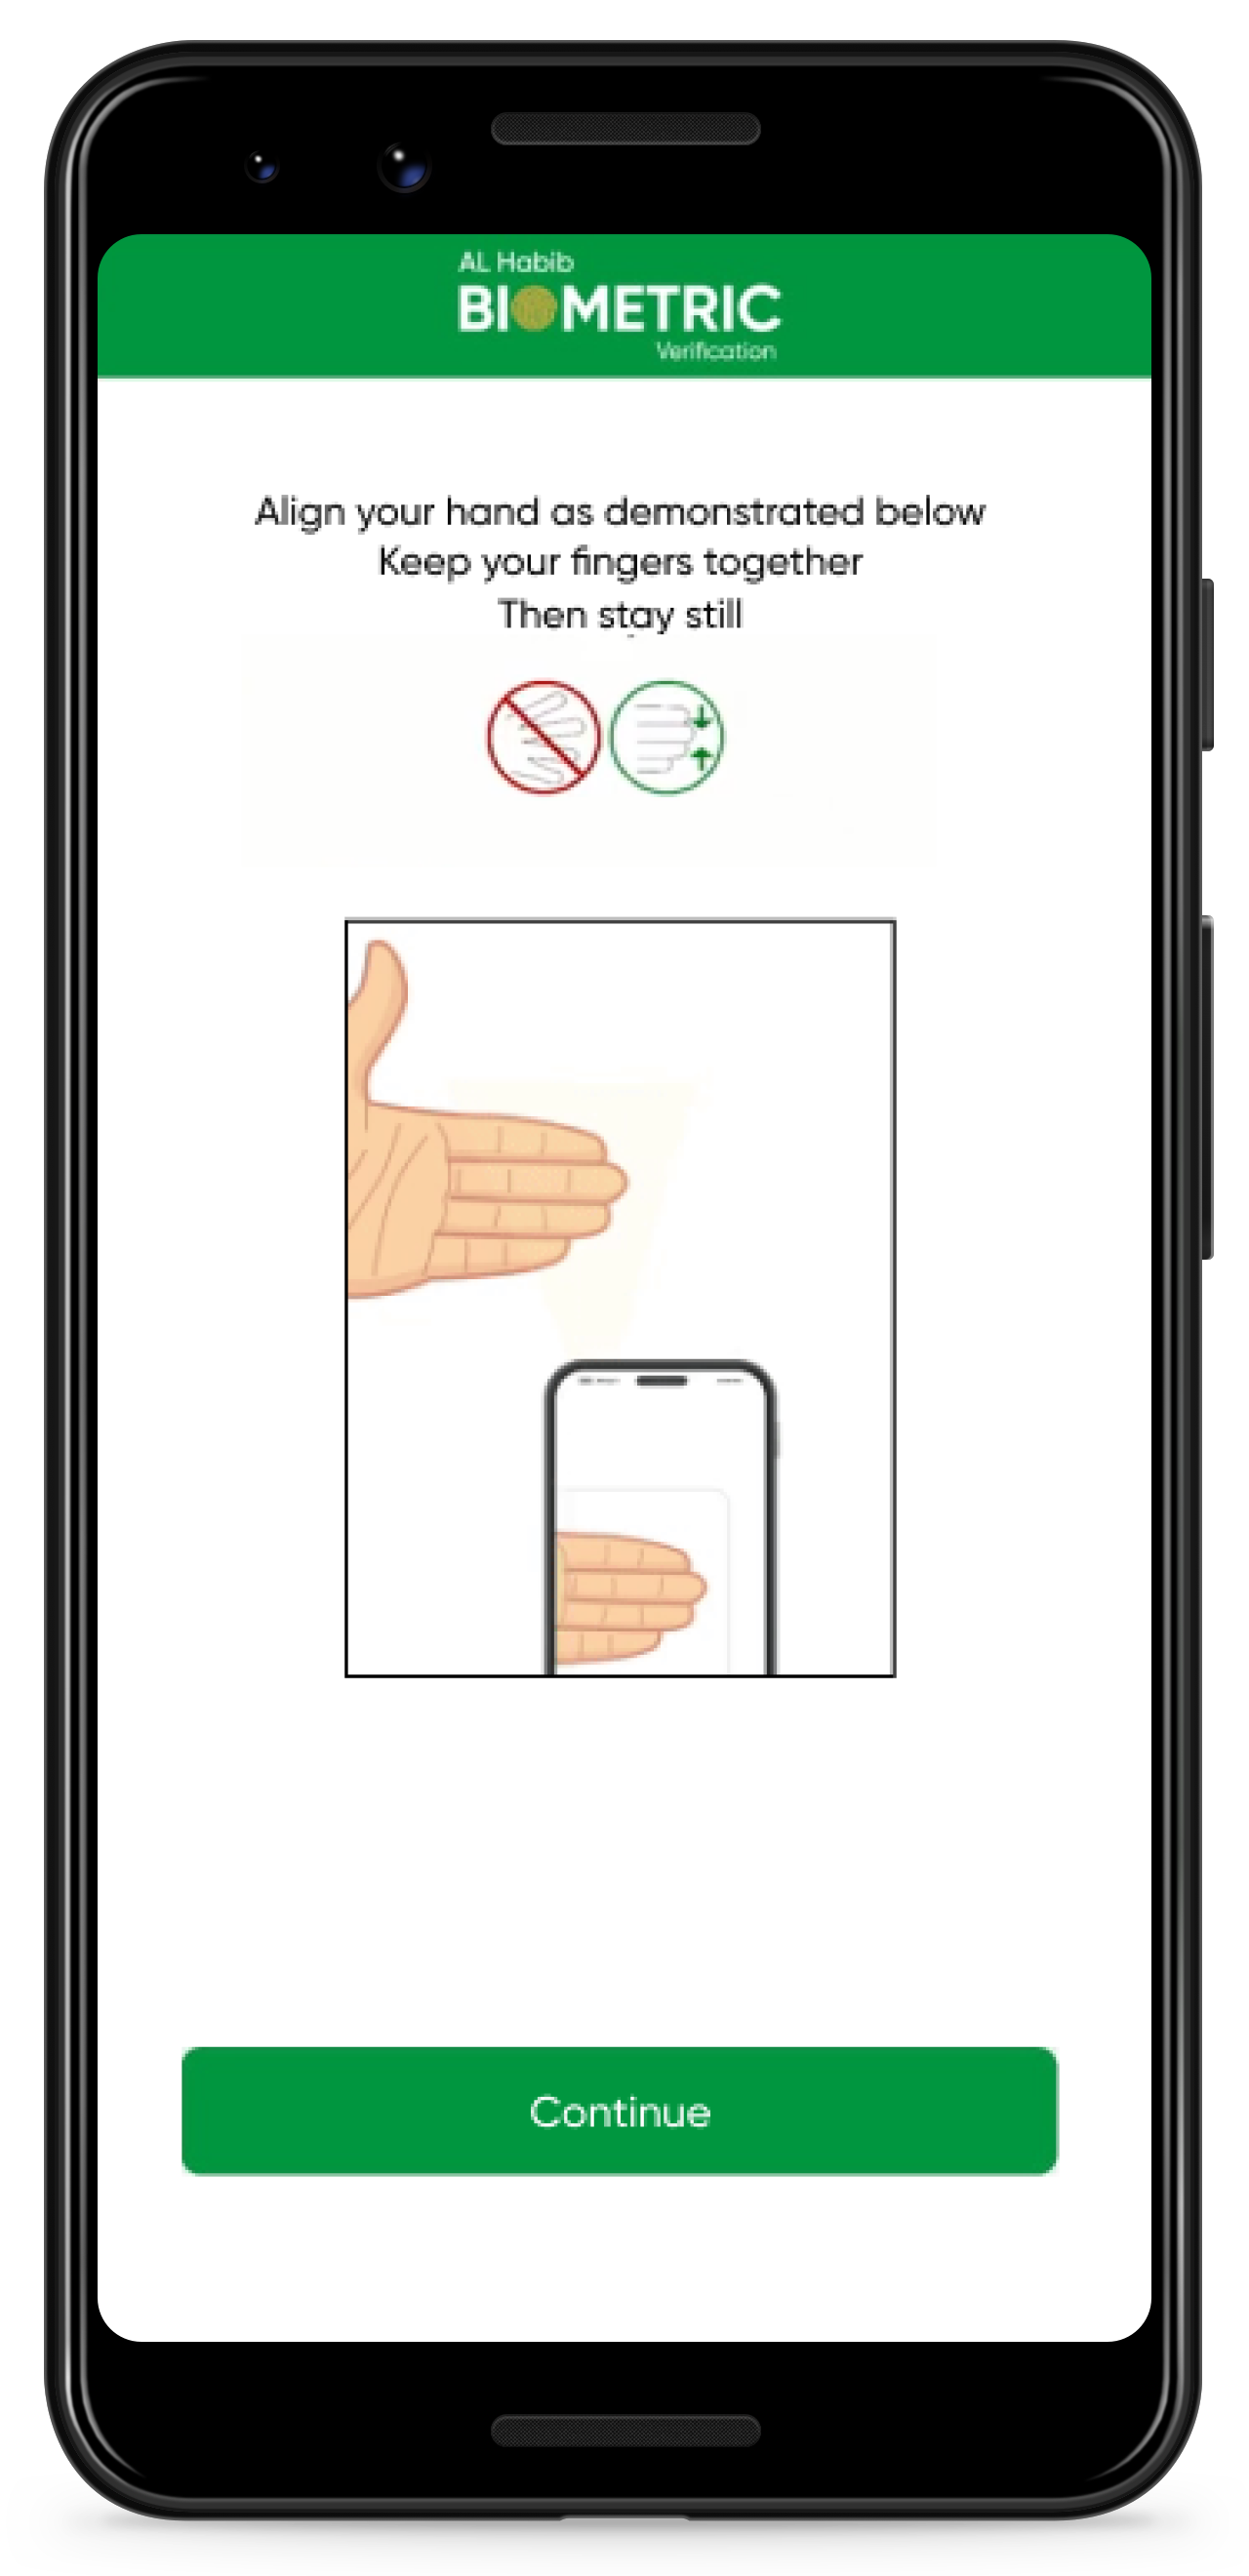 AL Habib
BIOMETRIC
Verification
Align your hand as demonstrated below
Keep your fingers together
Then stay still
Continue